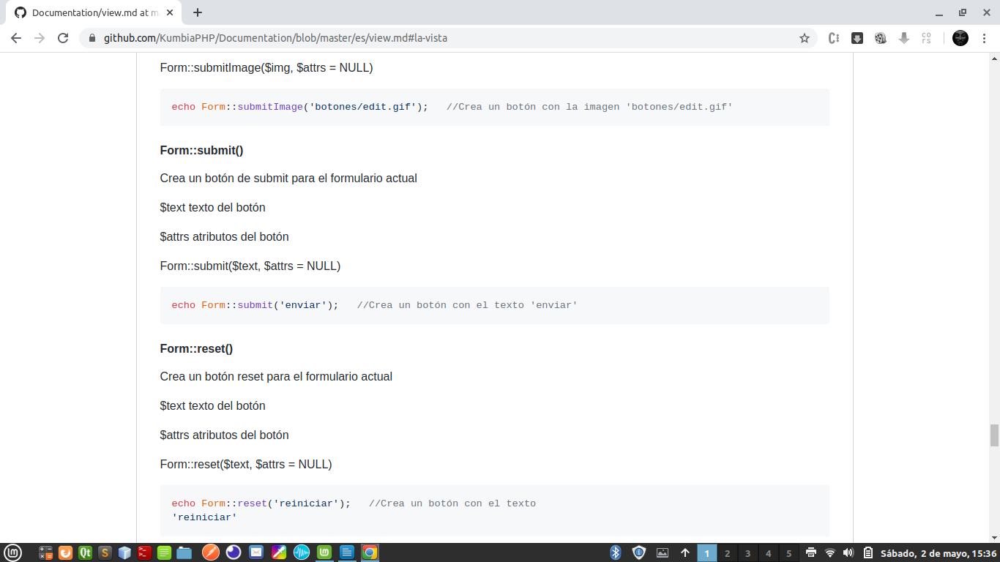 Documentation/view.md at m
github.com/KumbiaPHP/Documentation/blob/master/es/view.md#la-vista
co
rs
Form::submitImage($img, $attrs = NULL)
echo Form::submitImage('botones/edit.gif');   //Crea un botón con la imagen 'botones/edit.gif'
Form::submit()
Crea un botón de submit para el formulario actual
$text texto del botón
$attrs atributos del botón
Form::submit($text, $attrs = NULL)
echo Form::submit('enviar');   //Crea un botón con el texto 'enviar'
Form::reset()
Crea un botón reset para el formulario actual
$text texto del botón
$attrs atributos del botón
Form::reset($text, $attrs = NULL)
echo Form::reset('reiniciar');   //Crea un botón con el texto
'reiniciar'
Qt
S
1 2 3 4 5
Sábado, 2 de mayo, 15:36